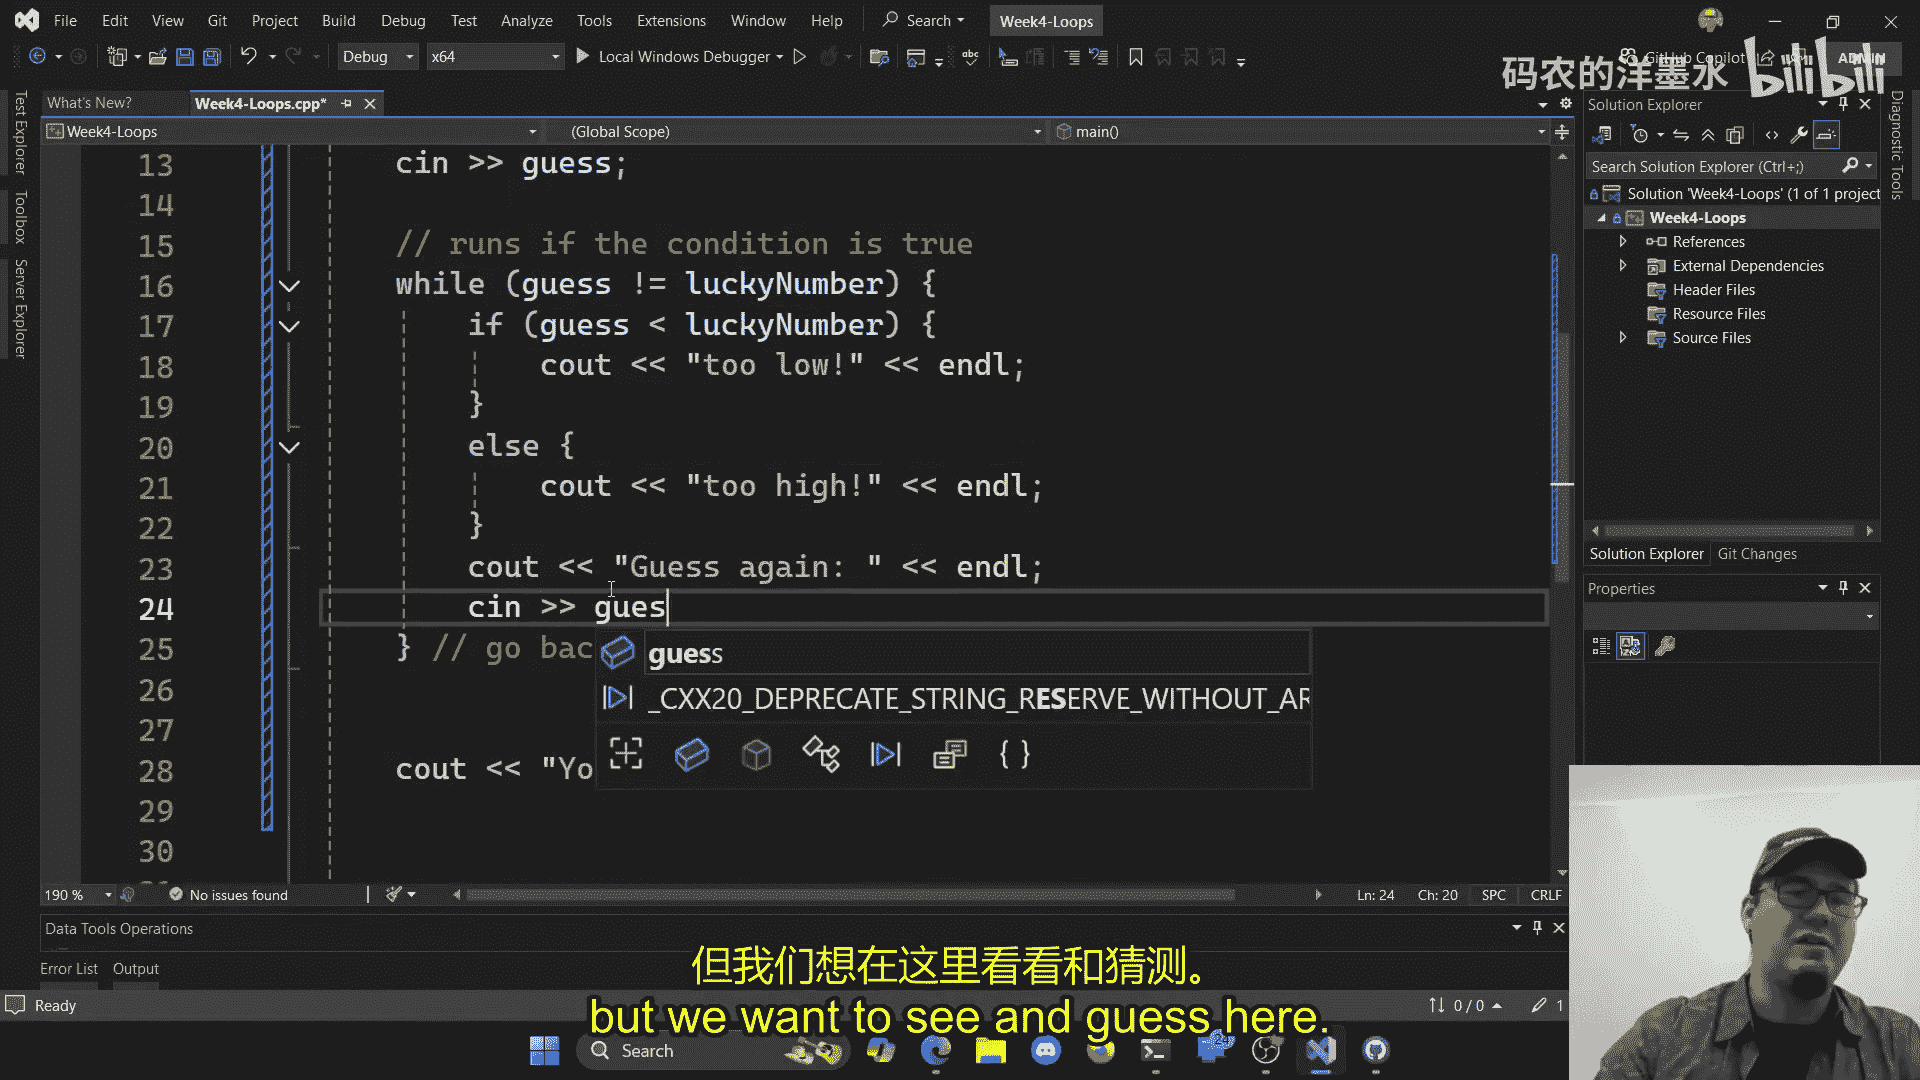 File Edit View Git Project Build Debug Test Analyze Tools Extensions Window Help Search Week4-Loops
Debug x64 Local Windows Debugger GitHub Copilot ADMIN
码农的洋墨水 bilibili
What's New? Week4-Loops.cpp*
Week4-Loops (Global Scope) main()
13 cin >> guess;
14
15 // runs if the condition is true
16 while (guess != luckyNumber) {
17 if (guess < luckyNumber) {
18 cout << "too low!" << endl;
19 }
20 else {
21 cout << "too high!" << endl;
22 }
23 cout << "Guess again: " << endl;
24 cin >> gues
25 } // go bac
26
27
28 cout << "Yo
29
30
guess
_CXX20_DEPRECATE_STRING_RESERVE_WITHOUT_AR
190 % No issues found Ln: 24 Ch: 20 SPC CRLF
Data Tools Operations
Error List Output
Ready 0 / 0 1
Test Explorer
Toolbox
Server Explorer
Solution Explorer
Search Solution Explorer (Ctrl+;)
Solution 'Week4-Loops' (1 of 1 project
Week4-Loops
References
External Dependencies
Header Files
Resource Files
Source Files
Solution Explorer Git Changes
Properties
Diagnostic Tools
但我们想在这里看看和猜测。
but we want to see and guess here.
Search
24